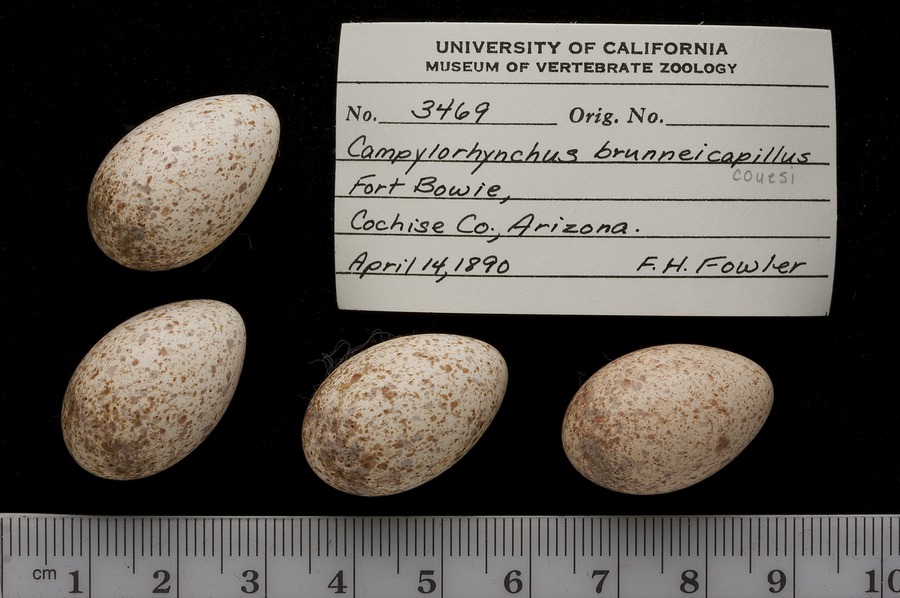 UNIVERSITY OF CALIFORNIA
MUSEUM OF VERTEBRATE ZOOLOGY
No. 3469 Orig. No.
Campylorhynchus brunneicapillus
couesi
Fort Bowie,
Cochise Co., Arizona.
April 14, 1890 F.H. Fowler
cm 1 2 3 4 5 6 7 8 9 10